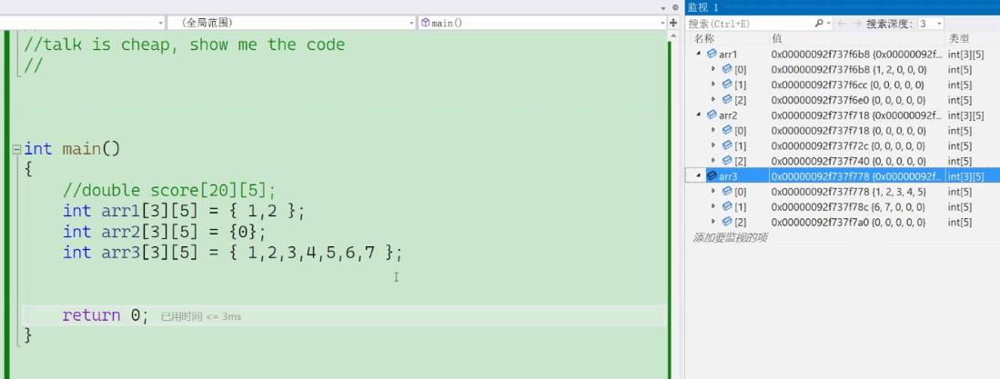 (全局范围)
main()
//talk is cheap, show me the code
//
int main()
{
//double score[20][5];
int arr1[3][5] = { 1,2 };
int arr2[3][5] = {0};
int arr3[3][5] = { 1,2,3,4,5,6,7 };
return 0; 已用时间 <= 3ms
}
监视 1
搜索(Ctrl+E) 搜索深度: 3
名称 值 类型
arr1 0x00000092f737f6b8 {0x00000092f... int[3][5]
[0] 0x00000092f737f6b8 {1, 2, 0, 0, 0} int[5]
[1] 0x00000092f737f6cc {0, 0, 0, 0, 0} int[5]
[2] 0x00000092f737f6e0 {0, 0, 0, 0, 0} int[5]
arr2 0x00000092f737f718 {0x00000092f... int[3][5]
[0] 0x00000092f737f718 {0, 0, 0, 0, 0} int[5]
[1] 0x00000092f737f72c {0, 0, 0, 0, 0} int[5]
[2] 0x00000092f737f740 {0, 0, 0, 0, 0} int[5]
arr3 0x00000092f737f778 {0x00000092f... int[3][5]
[0] 0x00000092f737f778 {1, 2, 3, 4, 5} int[5]
[1] 0x00000092f737f78c {6, 7, 0, 0, 0} int[5]
[2] 0x00000092f737f7a0 {0, 0, 0, 0, 0} int[5]
添加要监视的项